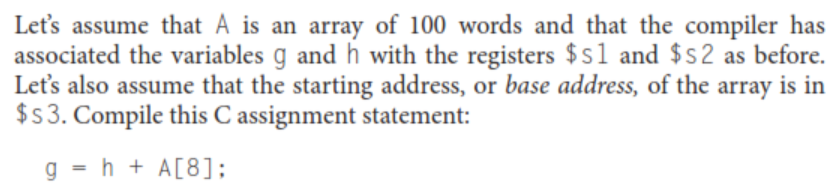 Let's assume that A is an array of 100 words and that the compiler has
associated the variables g and h with the registers $s1 and $s2 as before.
Let's also assume that the starting address, or base address, of the array is in
$s3. Compile this C assignment statement:
g = h + A[8];